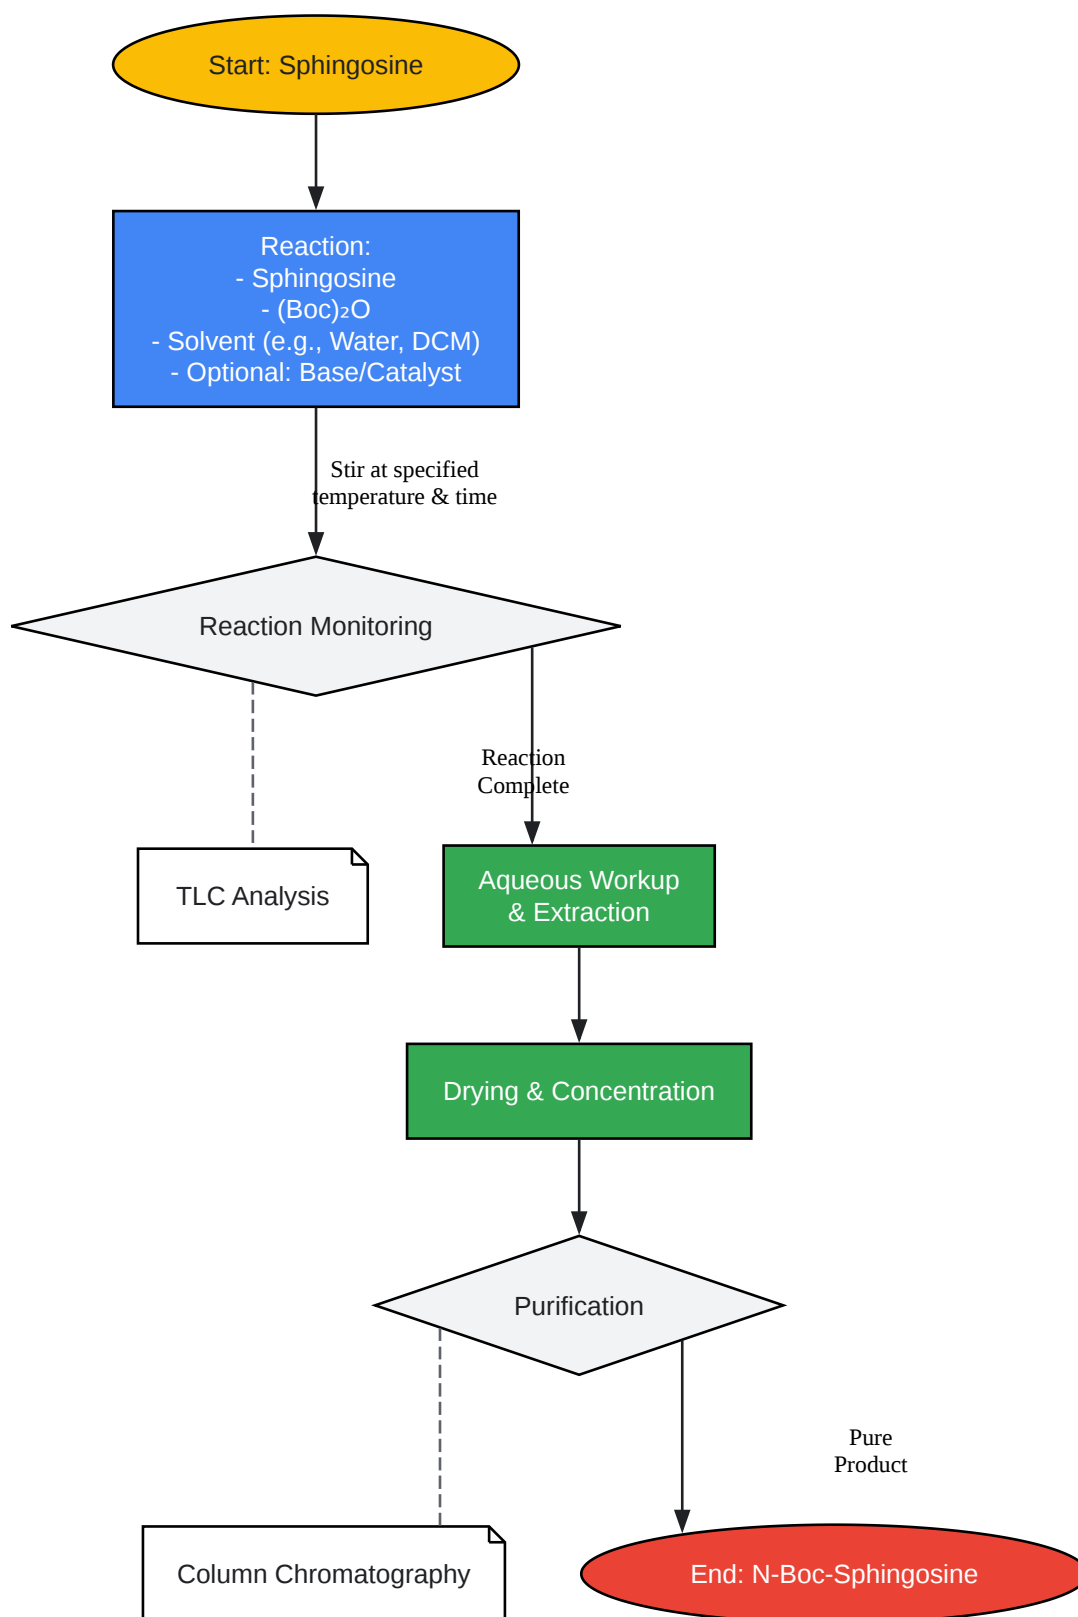 Start: Sphingosine
Reaction:
- Sphingosine
- (Boc)₂O
- Solvent (e.g., Water, DCM)
- Optional: Base/Catalyst
Stir at specified
temperature & time
Reaction Monitoring
Reaction
Complete
TLC Analysis
Aqueous Workup
& Extraction
Drying & Concentration
Purification
Pure
Product
Column Chromatography
End: N-Boc-Sphingosine